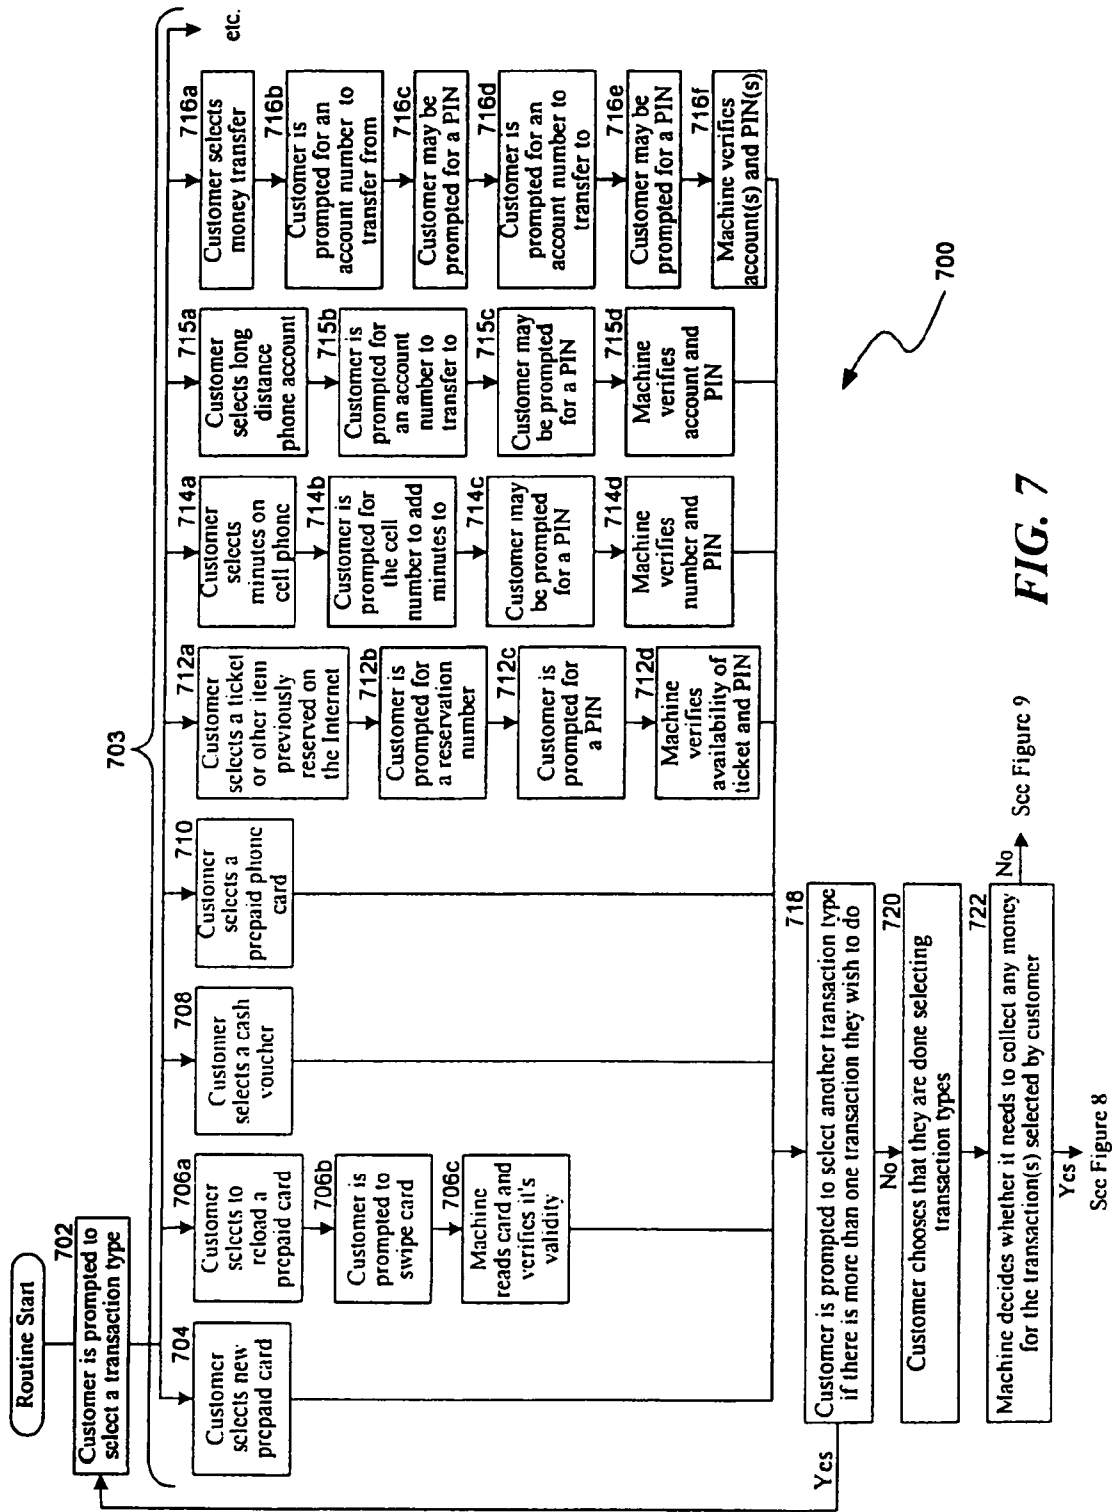 Routine Start
702
Customer is prompted to
select a transaction type
703
704
Customer
selects new
prepaid card
706a
Customer
selects to
reload a
prepaid card
706b
Customer is
prompted to
swipe card
706c
Machine
reads card and
verifies it's
validity
708
Customer
selects a cash
voucher
710
Customer
selects a
prepaid phone
card
712a
Customer
selects a ticket
or other item
previously
reserved on
the Internet
712b
Customer is
prompted for
a reservation
number
712c
Customer is
prompted for
a PIN
712d
Machine
verifies
availability of
ticket and PIN
714a
Customer
selects
minutes on
cell phone
714b
Customer is
prompted for
the cell
number to add
minutes to
714c
Customer may
be prompted
for a PIN
714d
Machine
verifies
number and
PIN
715a
Customer
selects long
distance
phone account
715b
Customer is
prompted for
an account
number to
transfer to
715c
Customer may
be prompted
for a PIN
715d
Machine
verifies
account and
PIN
716a
Customer selects
money transfer
716b
Customer is
prompted for an
account number to
transfer from
716c
Customer may be
prompted for a PIN
716d
Customer is
prompted for an
account number to
transfer to
716e
Customer may be
prompted for a PIN
716f
Machine verifies
account(s) and PIN(s)
etc.
718
Customer is prompted to select another transaction type
if there is more than one transaction they wish to do
Yes
No
720
Customer chooses that they are done selecting
transaction types
722
Machine decides whether it needs to collect any money
for the transaction(s) selected by customer
No
See Figure 9
Yes
See Figure 8
700
FIG. 7